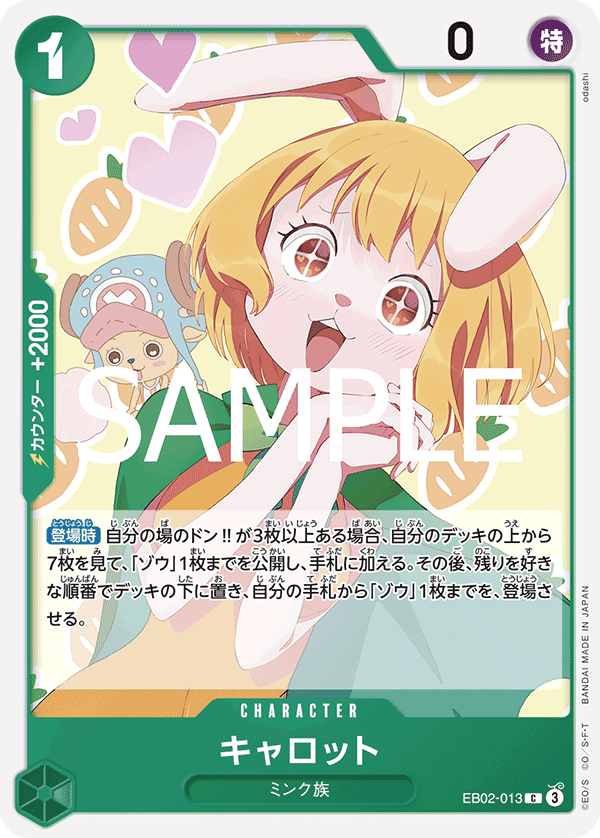 1
0
特
odashi
カウンター +2000
SAMPLE
登場時 自分の場のドン!!が3枚以上ある場合、自分のデッキの上から
7枚を見て、「ゾウ」1枚までを公開し、手札に加える。その後、残りを好き
な順番でデッキの下に置き、自分の手札から「ゾウ」1枚までを、登場さ
せる。
CHARACTER
キャロット
ミンク族
EB02-013 C 3
©EO/S ©O/S・F・T BANDAI MADE IN JAPAN